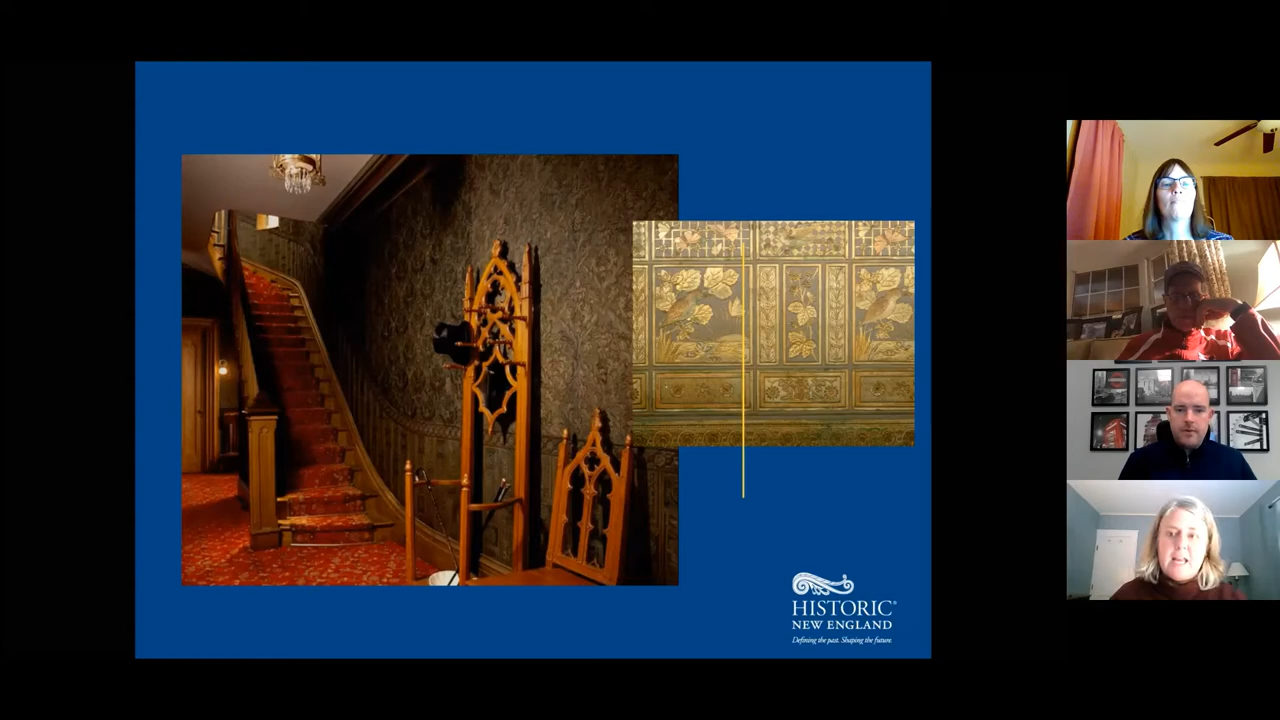 HISTORIC®
NEW ENGLAND
Defining the past. Shaping the future.